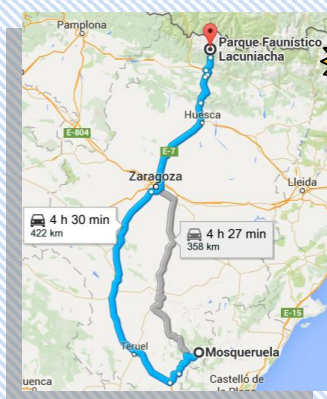 Pamplona
Parque Faunístico
Lacuniacha
Huesca
E-804
E-7
Zaragoza
Lleida
4 h 30 min
422 km
4 h 27 min
358 km
E-15
Teruel
Mosqueruela
Castelló de
la Plana
uenca